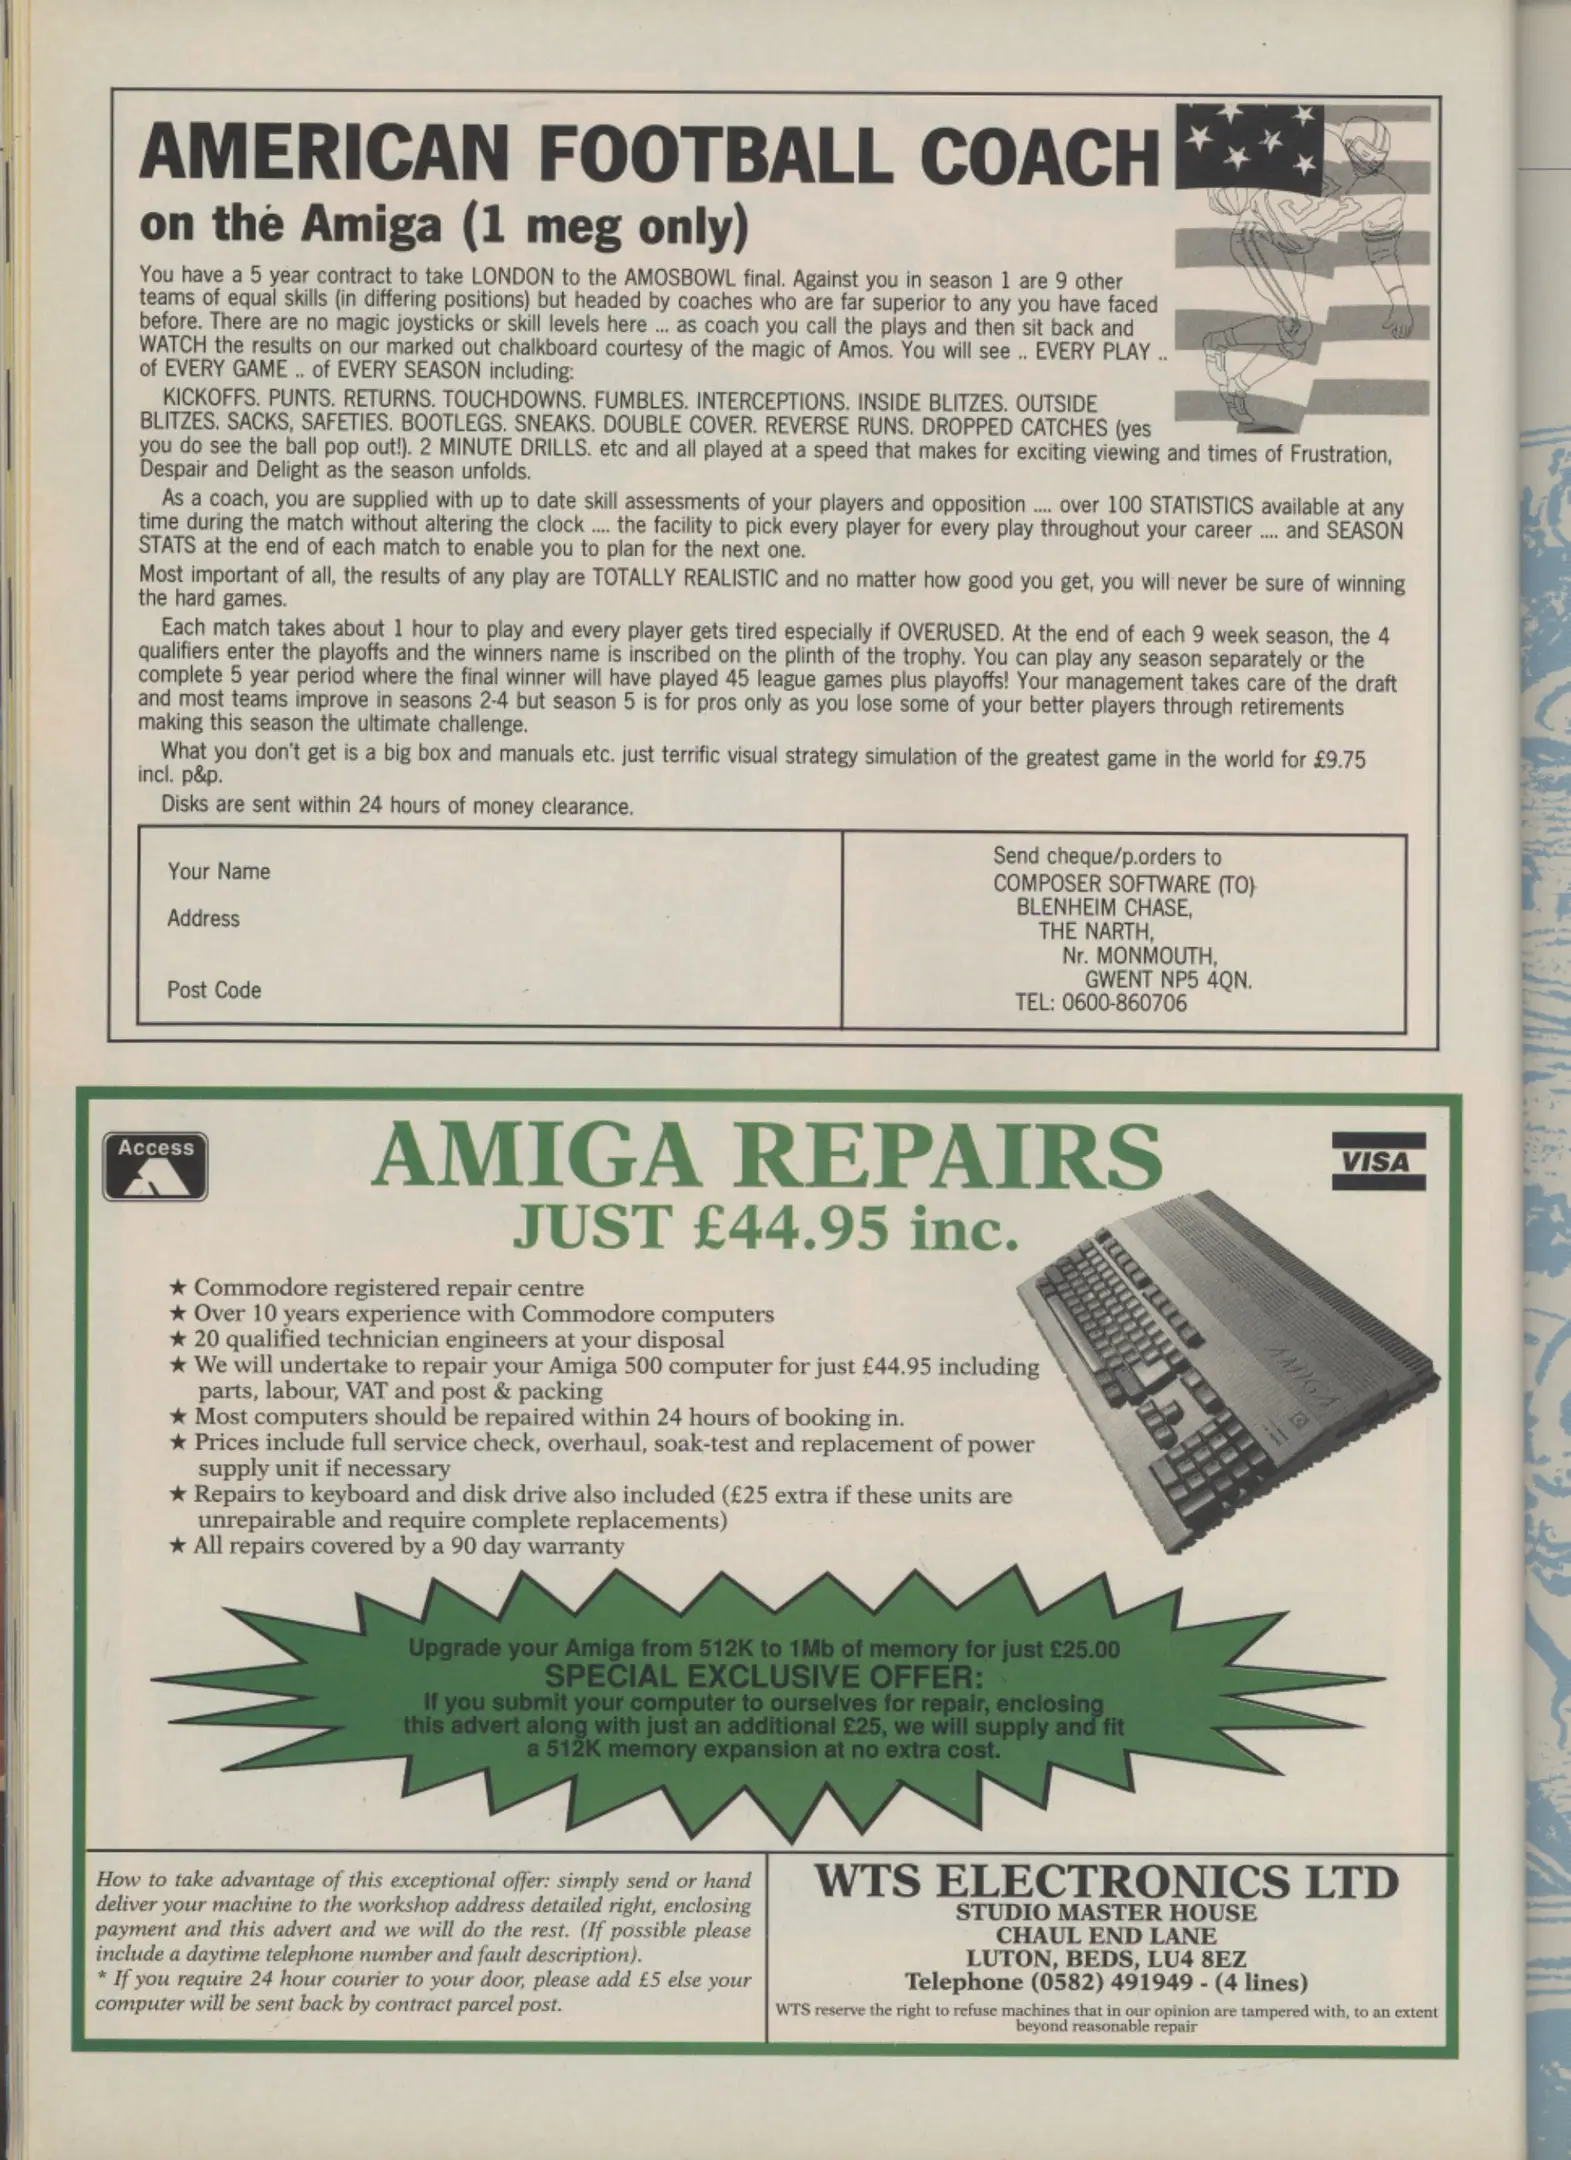 AMERICAN FOOTBALL COACH
on the Amiga (1 meg only)
You have a 5 year contract to take LONDON to the AMOSBOWL final. Against you in season 1 are 9 other
teams of equal skills (in differing positions) but headed by coaches who are far superior to any you have faced
before. There are no magic joysticks or skill levels here ... as coach you call the plays and then sit back and
WATCH the results on our marked out chalkboard courtesy of the magic of Amos. You will see .. EVERY PLAY ..
of EVERY GAME .. of EVERY SEASON including:
KICKOFFS. PUNTS. RETURNS. TOUCHDOWNS. FUMBLES. INTERCEPTIONS. INSIDE BLITZES. OUTSIDE
BLITZES. SACKS, SAFETIES. BOOTLEGS. SNEAKS. DOUBLE COVER. REVERSE RUNS. DROPPED CATCHES (yes
you do see the ball pop out!). 2 MINUTE DRILLS. etc and all played at a speed that makes for exciting viewing and times of Frustration,
Despair and Delight as the season unfolds.
As a coach, you are supplied with up to date skill assessments of your players and opposition .... over 100 STATISTICS available at any
time during the match without altering the clock .... the facility to pick every player for every play throughout your career .... and SEASON
STATS at the end of each match to enable you to plan for the next one.
Most important of all, the results of any play are TOTALLY REALISTIC and no matter how good you get, you will never be sure of winning
the hard games.
Each match takes about 1 hour to play and every player gets tired especially if OVERUSED. At the end of each 9 week season, the 4
qualifiers enter the playoffs and the winners name is inscribed on the plinth of the trophy. You can play any season separately or the
complete 5 year period where the final winner will have played 45 league games plus playoffs! Your management takes care of the draft
and most teams improve in seasons 2-4 but season 5 is for pros only as you lose some of your better players through retirements
making this season the ultimate challenge.
What you don't get is a big box and manuals etc. just terrific visual strategy simulation of the greatest game in the world for £9.75
incl. p&p.
Disks are sent within 24 hours of money clearance.
Your Name
Address
Post Code
Send cheque/p.orders to
COMPOSER SOFTWARE (TO)
BLENHEIM CHASE,
THE NARTH,
Nr. MONMOUTH,
GWENT NP5 4QN.
TEL: 0600-860706
Access
AMIGA REPAIRS
VISA
JUST £44.95 inc.
★ Commodore registered repair centre
★ Over 10 years experience with Commodore computers
★ 20 qualified technician engineers at your disposal
★ We will undertake to repair your Amiga 500 computer for just £44.95 including
parts, labour, VAT and post & packing
★ Most computers should be repaired within 24 hours of booking in.
★ Prices include full service check, overhaul, soak-test and replacement of power
supply unit if necessary
★ Repairs to keyboard and disk drive also included (£25 extra if these units are
unrepairable and require complete replacements)
★ All repairs covered by a 90 day warranty
AMIGA
Upgrade your Amiga from 512K to 1Mb of memory for just £25.00
SPECIAL EXCLUSIVE OFFER:
If you submit your computer to ourselves for repair, enclosing
this advert along with just an additional £25, we will supply and fit
a 512K memory expansion at no extra cost.
How to take advantage of this exceptional offer: simply send or hand
deliver your machine to the workshop address detailed right, enclosing
payment and this advert and we will do the rest. (If possible please
include a daytime telephone number and fault description).
* If you require 24 hour courier to your door, please add £5 else your
computer will be sent back by contract parcel post.
WTS ELECTRONICS LTD
STUDIO MASTER HOUSE
CHAUL END LANE
LUTON, BEDS, LU4 8EZ
Telephone (0582) 491949 - (4 lines)
WTS reserve the right to refuse machines that in our opinion are tampered with, to an extent
beyond reasonable repair